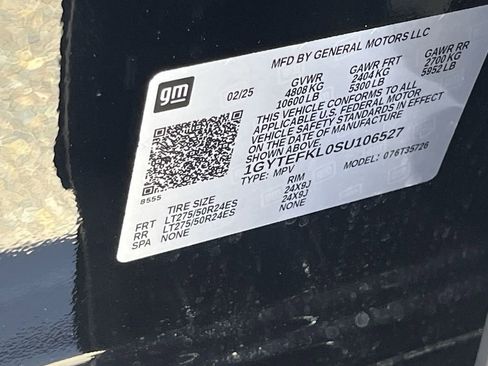 gm
MFD BY GENERAL MOTORS LLC
02/25 GVWR GAWR FRT GAWR RR
4808 KG 2404 KG 2700 KG
10600 LB 5300 LB 5952 LB
THIS VEHICLE CONFORMS TO ALL
APPLICABLE U.S. FEDERAL MOTOR
VEHICLE SAFETY STANDARDS IN EFFECT
ON THE DATE OF MANUFACTURE
SHOWN ABOVE.
1GYTEFKL0SU106527
TYPE: MPV MODEL: 076T35726
8555
TIRE SIZE RIM
FRT LT275/50R24ES 24X9J
RR LT275/50R24ES 24X9J
SPA NONE NONE